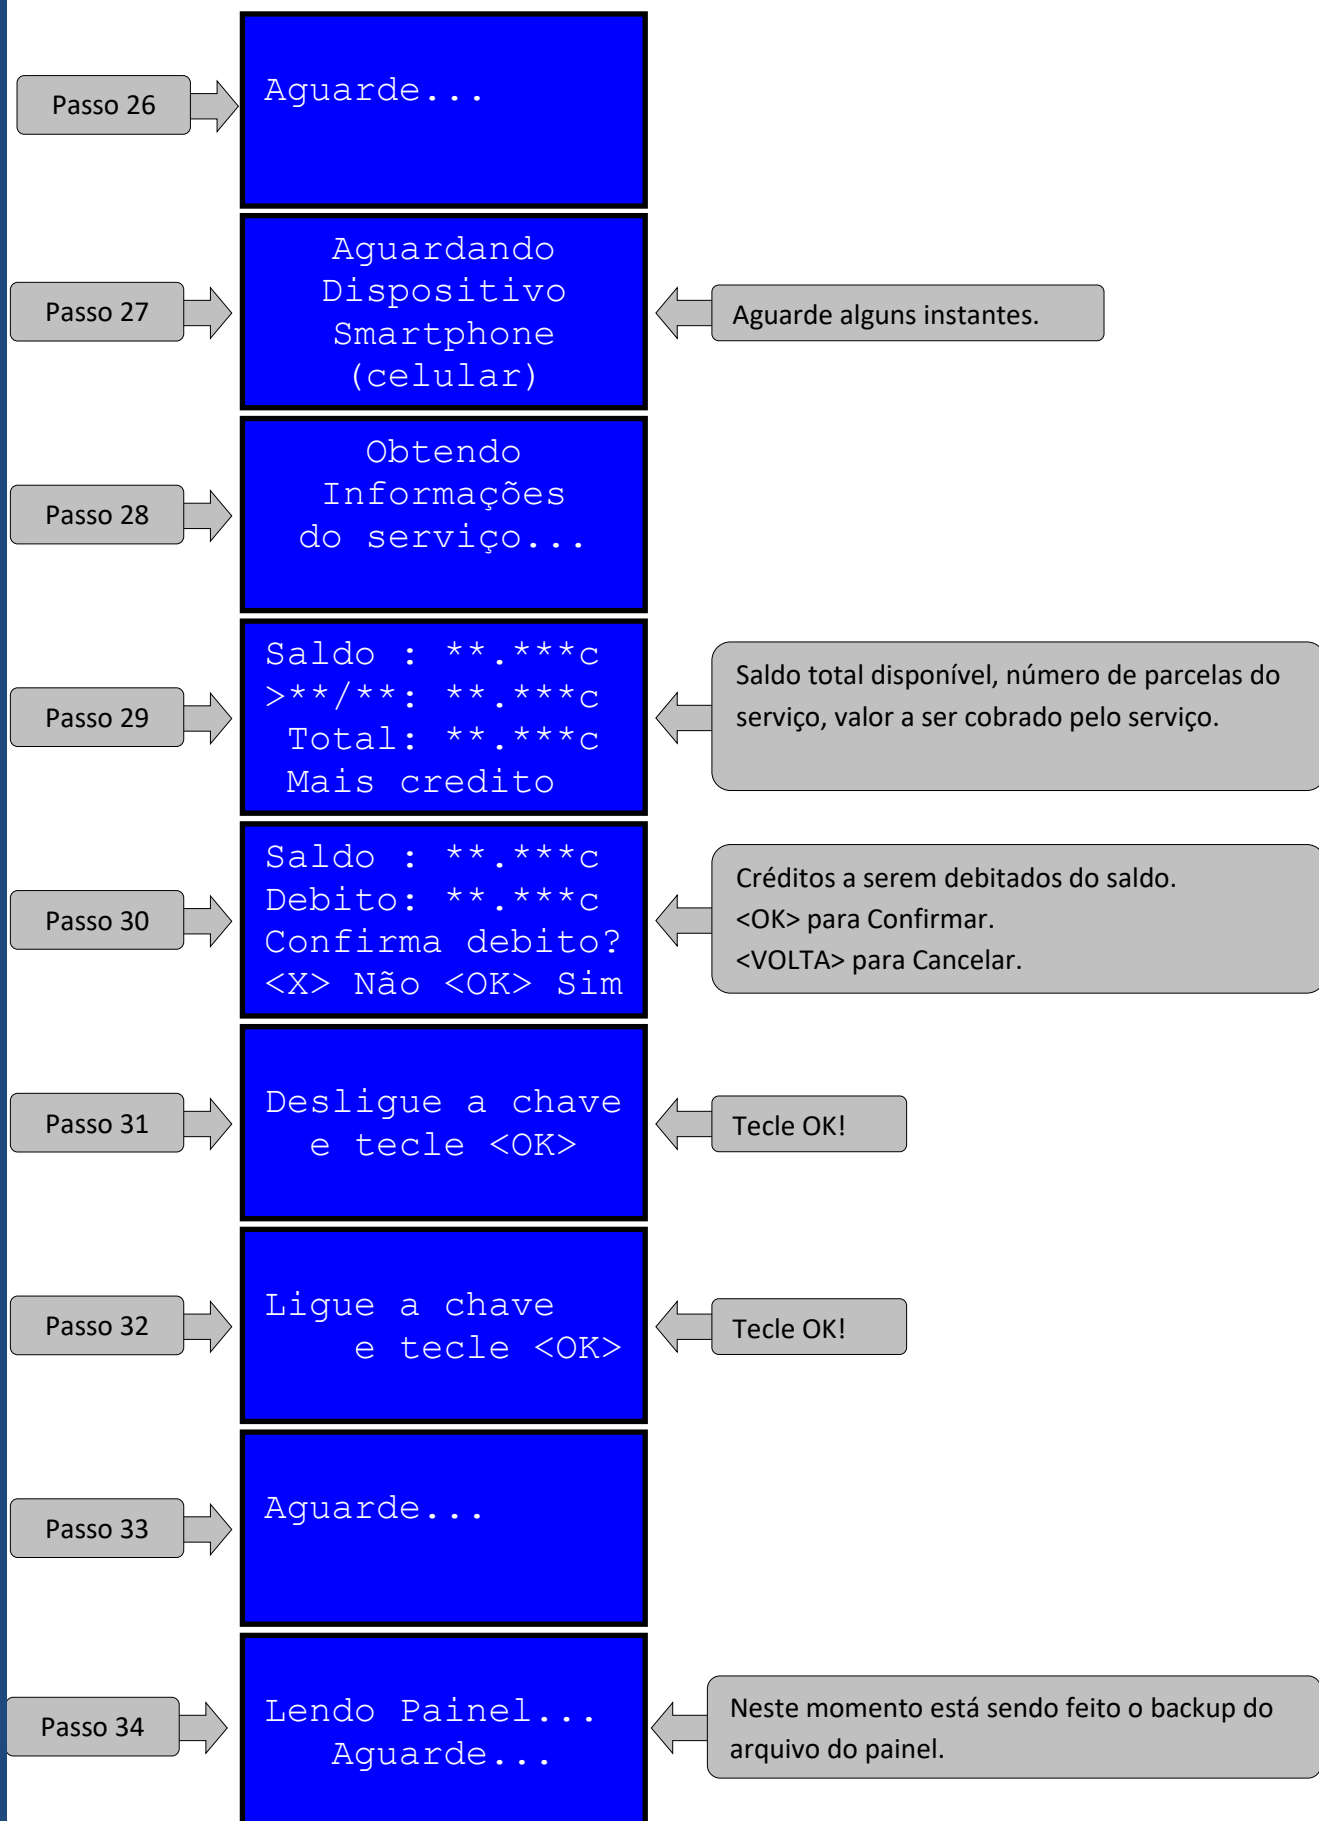 Passo 26
Aguarde...
Passo 27
Aguardando
Dispositivo
Smartphone
(celular)
Aguarde alguns instantes.
Passo 28
Obtendo
Informações
do serviço...
Passo 29
Saldo : **.***c
>**/**: **.***c
Total: **.***c
Mais credito
Saldo total disponível, número de parcelas do
serviço, valor a ser cobrado pelo serviço.
Passo 30
Saldo : **.***c
Debito: **.***c
Confirma debito?
<X> Não <OK> Sim
Créditos a serem debitados do saldo.
<OK> para Confirmar.
<VOLTA> para Cancelar.
Passo 31
Desligue a chave
e tecle <OK>
Tecle OK!
Passo 32
Ligue a chave
e tecle <OK>
Tecle OK!
Passo 33
Aguarde...
Passo 34
Lendo Painel...
Aguarde...
Neste momento está sendo feito o backup do
arquivo do painel.